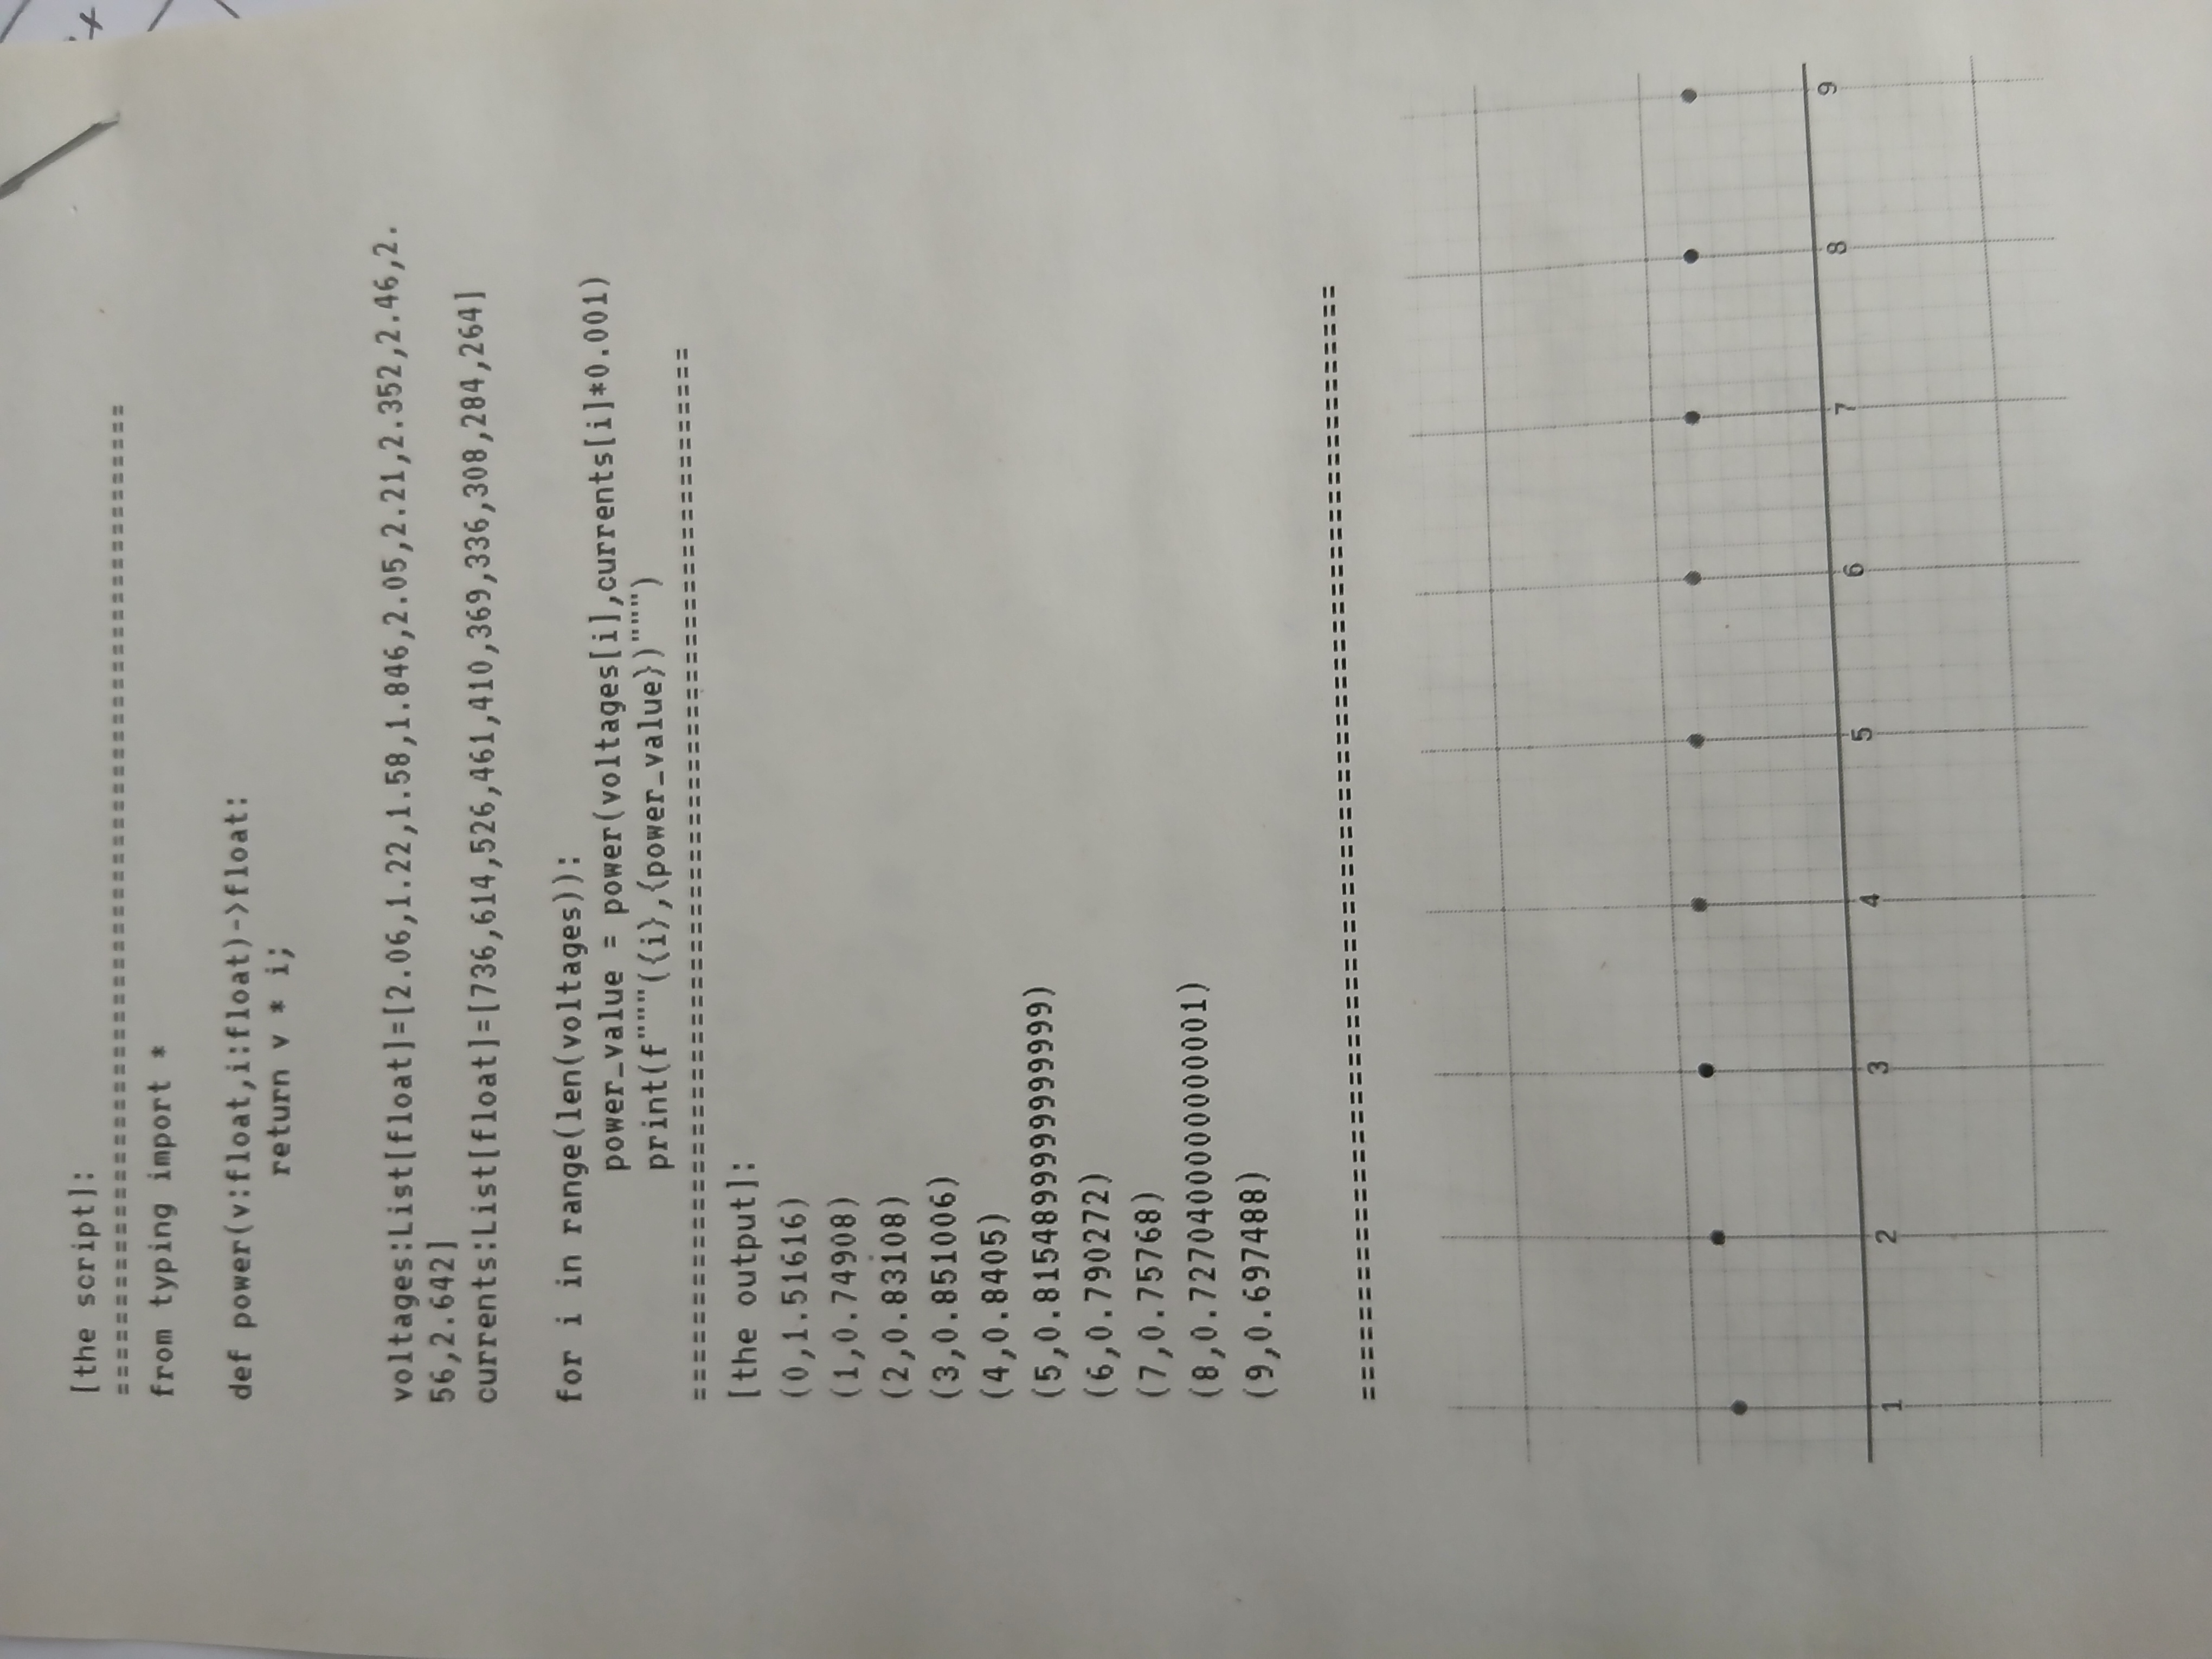 [the script]:
===========================================================
from typing import *

def power(v:float,i:float)->float:
        return v * i;

voltages:List[float]=[2.06,1.22,1.58,1.846,2.05,2.21,2.352,2.46,2.
56,2.642]
currents:List[float]=[736,614,526,461,410,369,336,308,284,264]

for i in range(len(voltages)):
        power_value = power(voltages[i],currents[i]*0.001)
        print(f"""({i},{power_value})""")
===========================================================
[the output]:
(0,1.51616)
(1,0.74908)
(2,0.83108)
(3,0.851006)
(4,0.8405)
(5,0.8154899999999999)
(6,0.790272)
(7,0.75768)
(8,0.7270400000000001)
(9,0.697488)

===========================================================
1 2 3 4 5 6 7 8 9